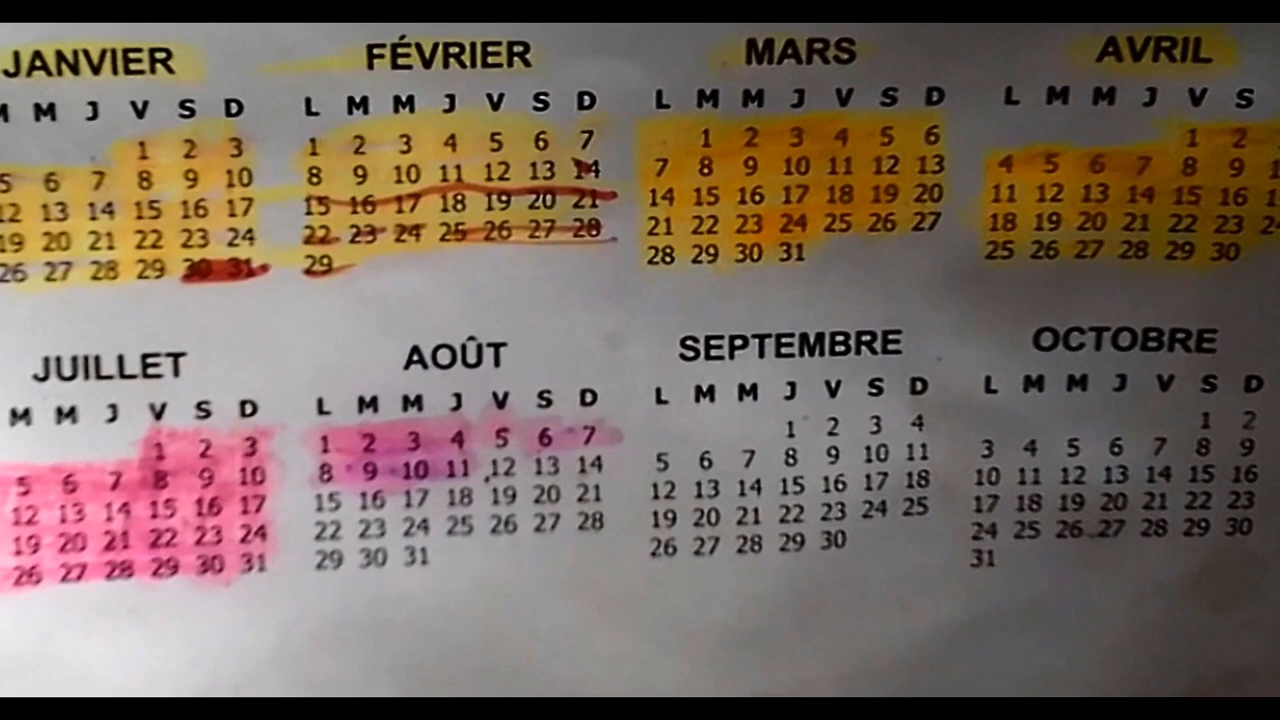 JANVIER
M M J V S D
1 2 3
5 6 7 8 9 10
12 13 14 15 16 17
19 20 21 22 23 24
26 27 28 29 30 31
FÉVRIER
L M M J V S D
1 2 3 4 5 6 7
8 9 10 11 12 13 14
15 16 17 18 19 20 21
22 23 24 25 26 27 28
29
MARS
L M M J V S D
1 2 3 4 5 6
7 8 9 10 11 12 13
14 15 16 17 18 19 20
21 22 23 24 25 26 27
28 29 30 31
AVRIL
L M M J V S
1 2
4 5 6 7 8 9
11 12 13 14 15 16
18 19 20 21 22 23
25 26 27 28 29 30
JUILLET
M M J V S D
1 2 3
5 6 7 8 9 10
12 13 14 15 16 17
19 20 21 22 23 24
26 27 28 29 30 31
AOÛT
L M M J V S D
1 2 3 4 5 6 7
8 9 10 11 12 13 14
15 16 17 18 19 20 21
22 23 24 25 26 27 28
29 30 31
SEPTEMBRE
L M M J V S D
1 2 3 4
5 6 7 8 9 10 11
12 13 14 15 16 17 18
19 20 21 22 23 24 25
26 27 28 29 30
OCTOBRE
L M M J V S D
1 2
3 4 5 6 7 8 9
10 11 12 13 14 15 16
17 18 19 20 21 22 23
24 25 26 27 28 29 30
31